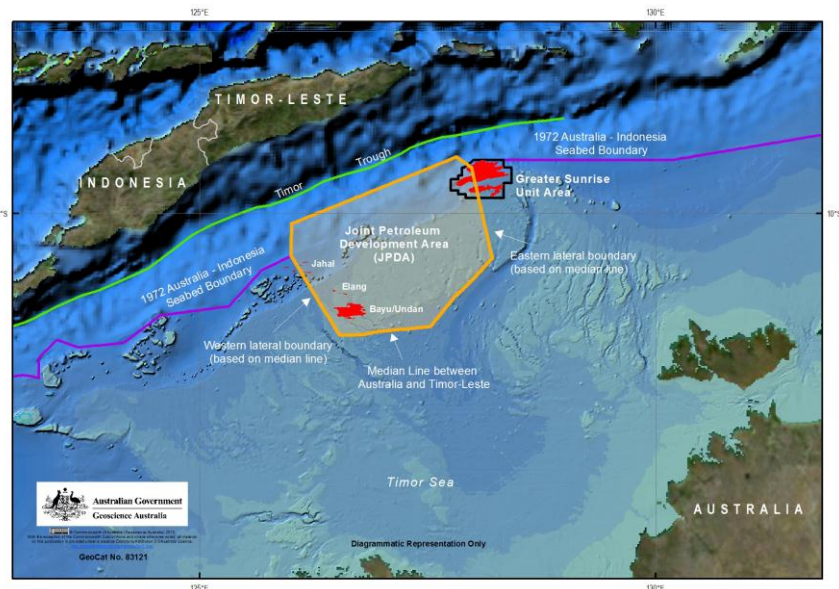 125°E
130°E
TIMOR-LESTE
1972 Australia - Indonesia
Seabed Boundary
Trough
Timor
INDONESIA
Greater Sunrise
Unit Area
°S
10°S
Joint Petroleum
Development Area
(JPDA)
Eastern lateral boundary
(based on median line)
1972 Australia - Indonesia
Seabed Boundary
Jahal
Elang
Bayu/Undan
Western lateral boundary
(based on median line)
Median Line between
Australia and Timor-Leste
Timor Sea
AUSTRALIA
Australian Government
Geoscience Australia
GeoCat No. 83121
Diagrammatic Representation Only
125°E
130°E